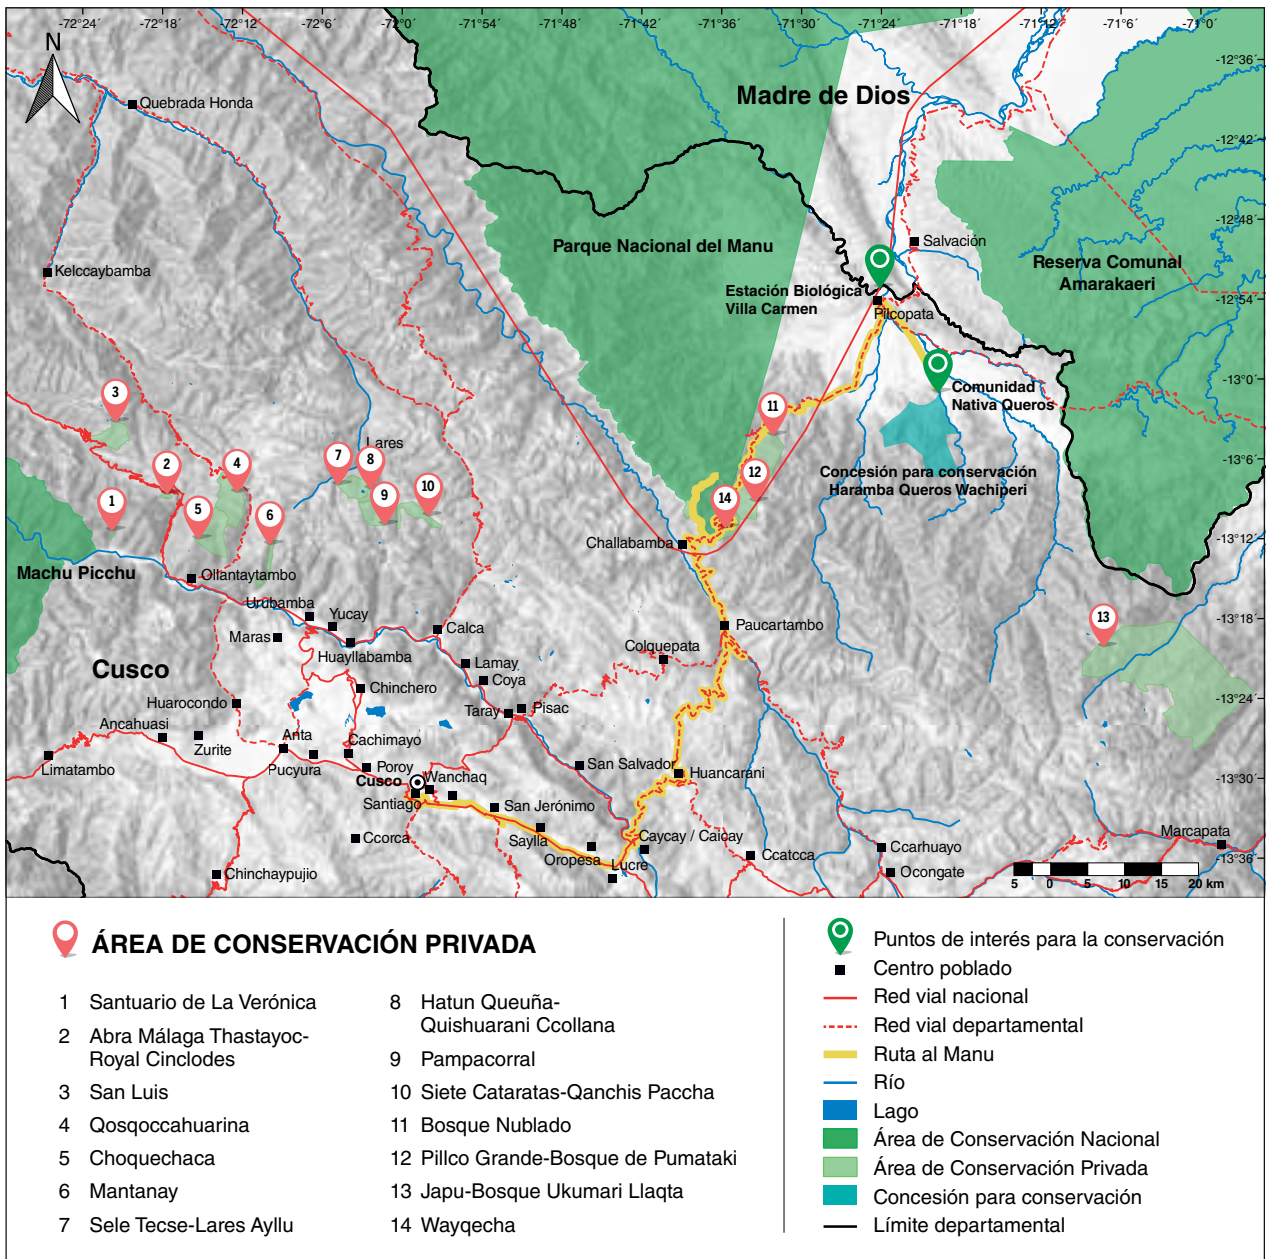 -72°24'
-72°18'
-72°12'
-72°6'
-72°0'
-71°54'
-71°48'
-71°42'
-71°36'
-71°30'
-71°24'
-71°18'
-71°12'
-71°6'
-71°0'
N
-12°36'
-12°42'
-12°48'
-12°54'
-13°0'
-13°6'
-13°12'
-13°18'
-13°24'
-13°30'
-13°36'
Quebrada Honda
Madre de Dios
Kelccaybamba
Parque Nacional del Manu
Salvación
Reserva Comunal
Amarakaeri
Estación Biológica
Villa Carmen
Pilcopata
Comunidad
Nativa Queros
Concesión para conservación
Haramba Queros Wachiperi
3
2
4
1
5
6
7
8
9
10
11
12
14
13
Lares
Machu Picchu
Ollantaytambo
Challabamba
Urubamba
Yucay
Maras
Huayllabamba
Calca
Paucartambo
Colquepata
Lamay
Coya
Cusco
Chinchero
Huarocondo
Taray
Pisac
Ancahuasi
Zurite
Anta
Cachimayo
Limatambo
Pucyura
Poroy
Cusco
Wanchaq
Santiago
San Salvador
Huancarani
San Jerónimo
Saylla
Ccorca
Oropesa
Lucre
Caycay / Caicay
Ccatcca
Ccarhuayo
Marcapata
Ocongate
Chinchaypujio
5 0 5 10 15 20 km
ÁREA DE CONSERVACIÓN PRIVADA
1 Santuario de La Verónica
2 Abra Málaga Thastayoc-
Royal Cinclodes
3 San Luis
4 Qosqoccahuarina
5 Choquechaca
6 Mantanay
7 Sele Tecse-Lares Ayllu
8 Hatun Queuña-
Quishuarani Ccollana
9 Pampacorral
10 Siete Cataratas-Qanchis Paccha
11 Bosque Nublado
12 Pillco Grande-Bosque de Pumataki
13 Japu-Bosque Ukumari Llaqta
14 Wayqecha
Puntos de interés para la conservación
Centro poblado
Red vial nacional
Red vial departamental
Ruta al Manu
Río
Lago
Área de Conservación Nacional
Área de Conservación Privada
Concesión para conservación
Límite departamental